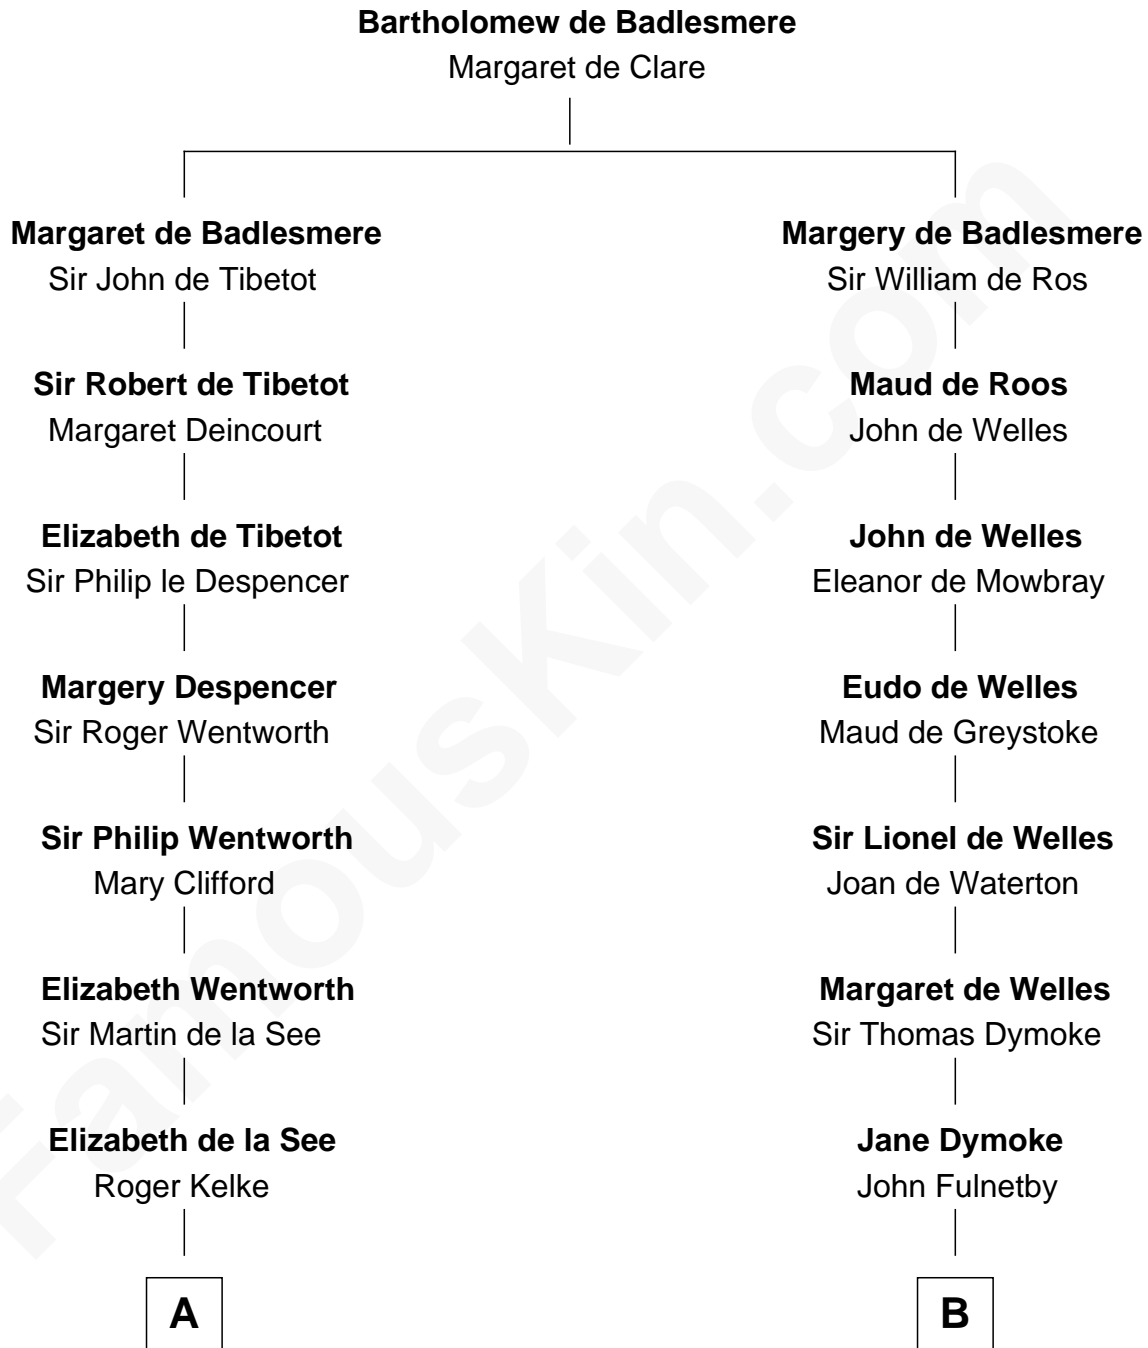 Bartholomew de Badlesmere
Margaret de Clare
Margaret de Badlesmere
Sir John de Tibetot
Sir Robert de Tibetot
Margaret Deincourt
Elizabeth de Tibetot
Sir Philip le Despencer
Margery Despencer
Sir Roger Wentworth
Sir Philip Wentworth
Mary Clifford
Elizabeth Wentworth
Sir Martin de la See
Elizabeth de la See
Roger Kelke
A
Margery de Badlesmere
Sir William de Ros
Maud de Roos
John de Welles
John de Welles
Eleanor de Mowbray
Eudo de Welles
Maud de Greystoke
Sir Lionel de Welles
Joan de Waterton
Margaret de Welles
Sir Thomas Dymoke
Jane Dymoke
John Fulnetby
B
FamousKin.com